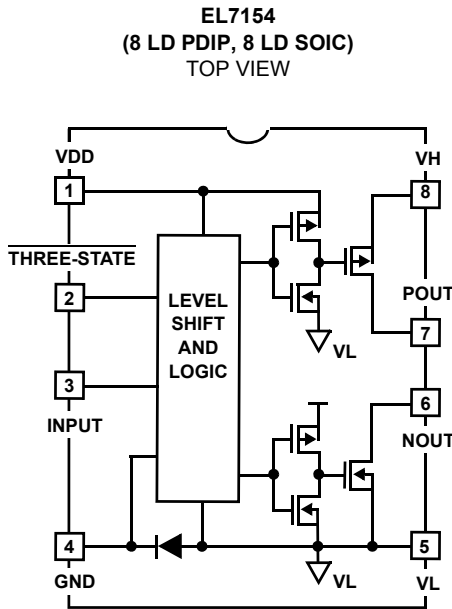 EL7154
(8 LD PDIP, 8 LD SOIC)
TOP VIEW
VDD
VH
1
8
THREE-STATE
2
LEVEL
SHIFT
AND
LOGIC
POUT
VL
7
3
6
INPUT
NOUT
4
5
GND
VL
VL